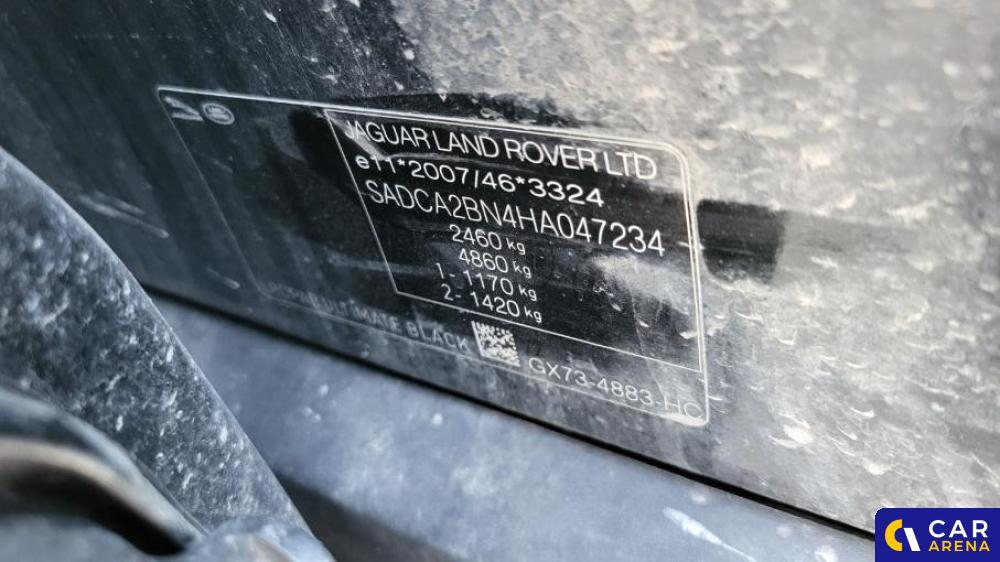 JAGUAR LAND ROVER LTD
e11*2007/46*3324
SADCA2BN4HA047234
2460 kg
4860 kg
1- 1170 kg
2- 1420 kg
ULTIMATE BLACK
GX73-4883-HC
CAR
ARENA